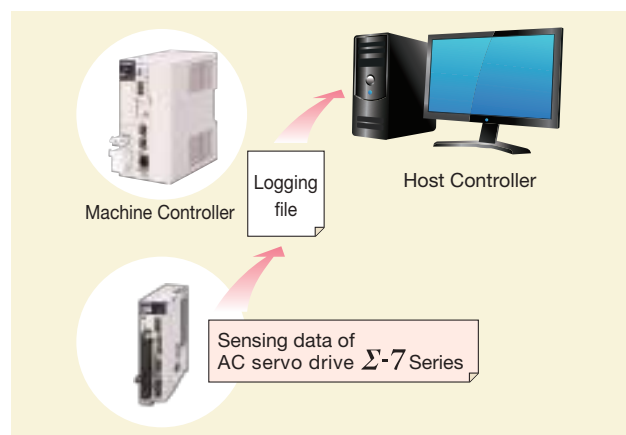 Logging
file
Host Controller
Machine Controller
Sensing data of
AC servo drive Σ-7 Series